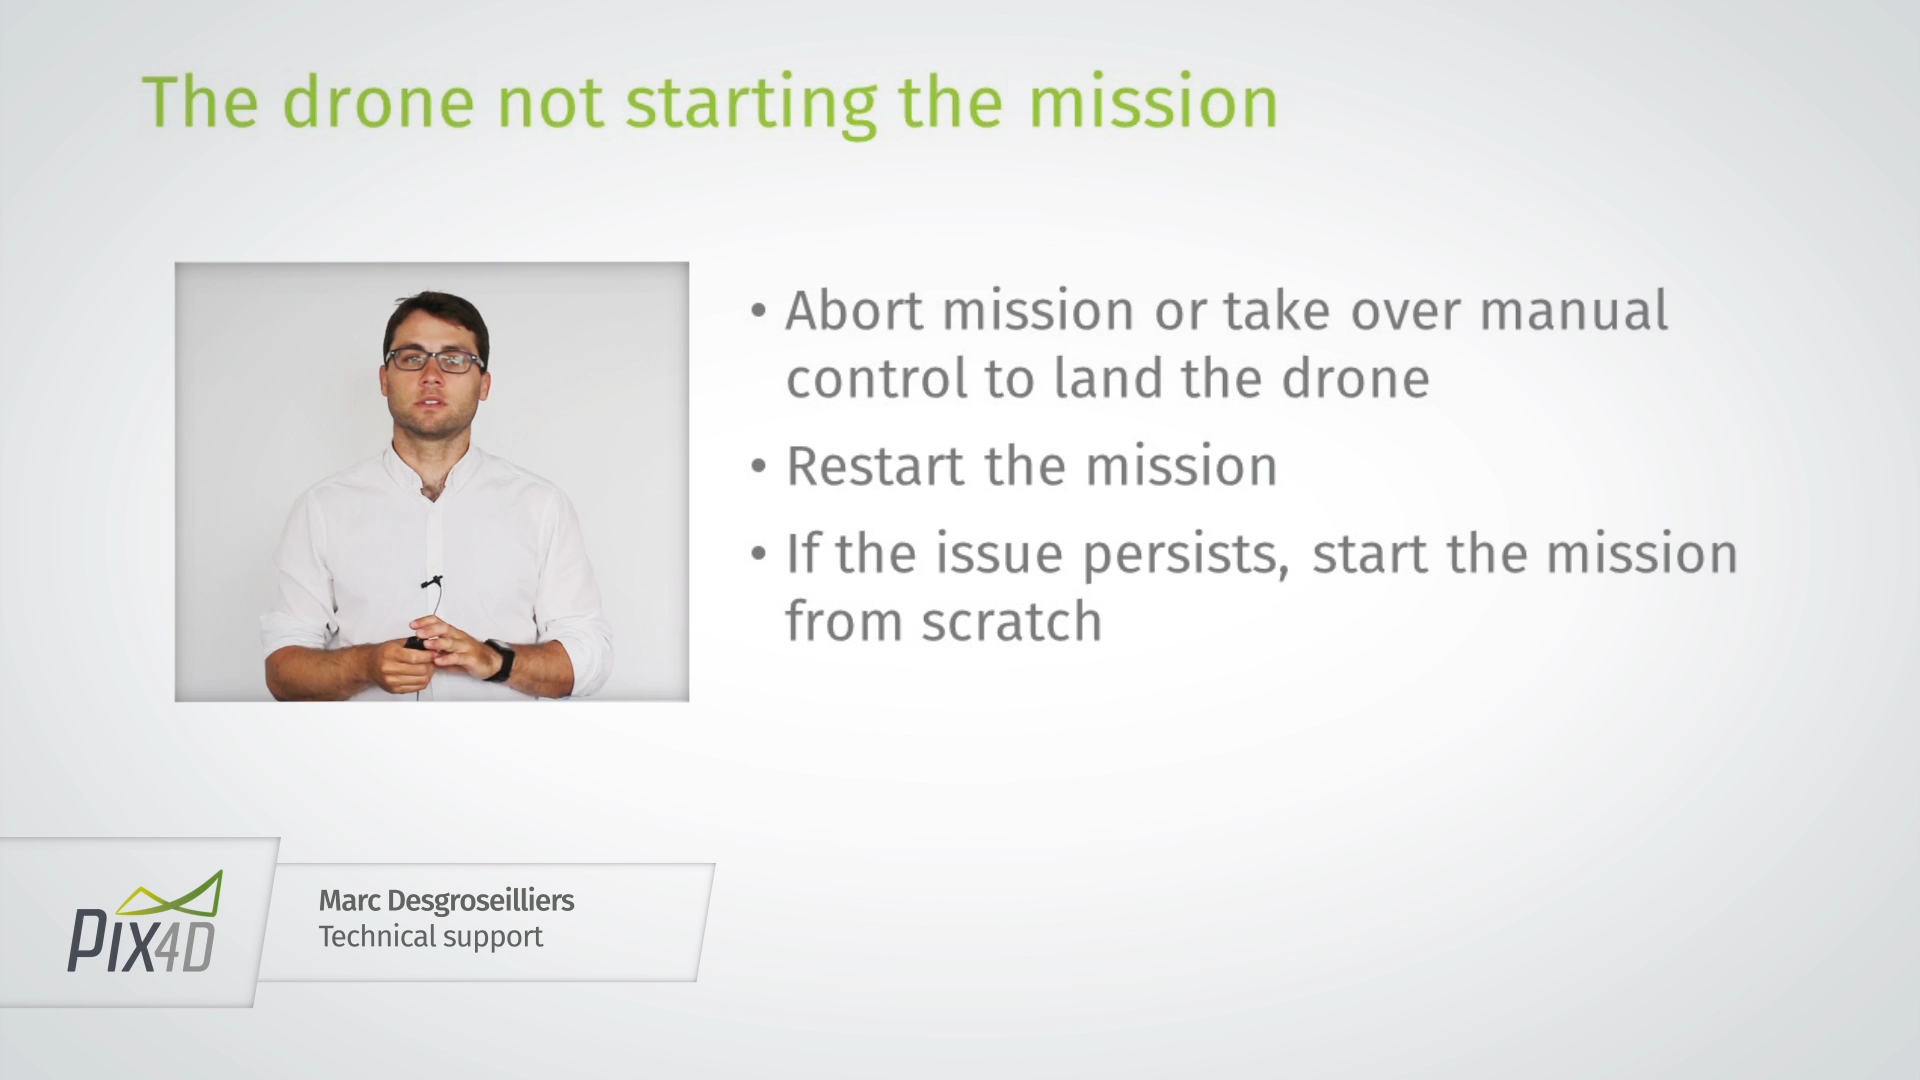 The drone not starting the mission
• Abort mission or take over manual
control to land the drone
• Restart the mission
• If the issue persists, start the mission
from scratch
PIX4D
Marc Desgroseilliers
Technical support